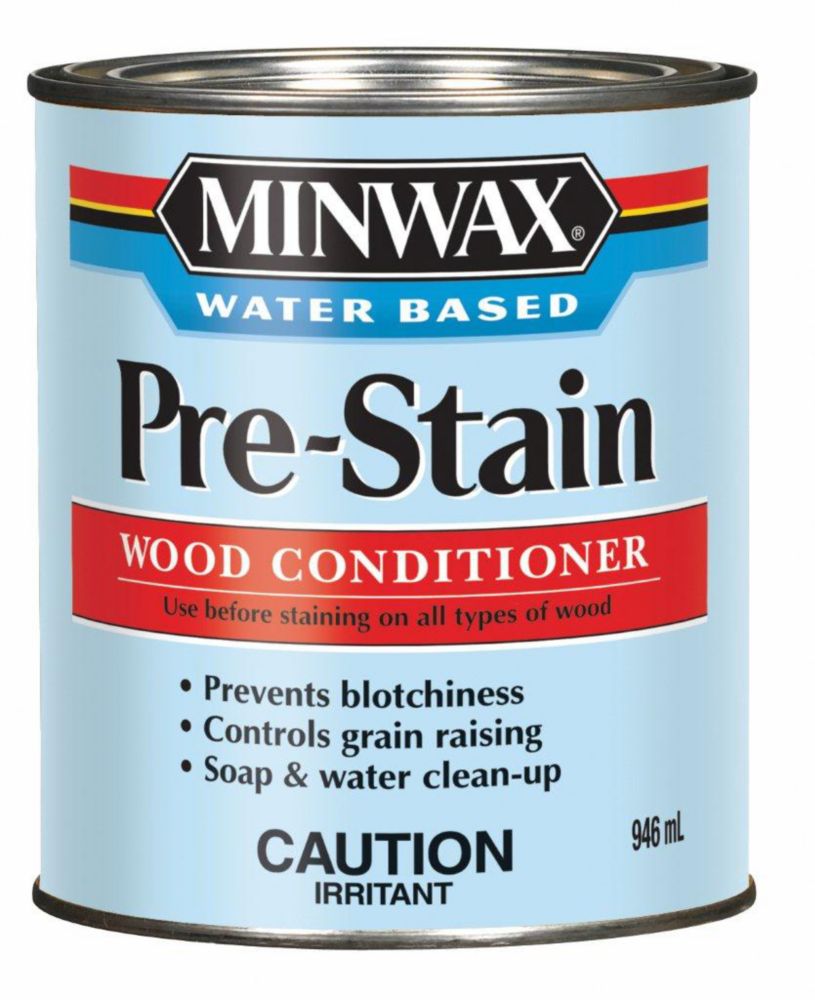 MINWAX®
WATER BASED
Pre-Stain
WOOD CONDITIONER
Use before staining on all types of wood
• Prevents blotchiness
• Controls grain raising
• Soap & water clean-up
946 mL
CAUTION
IRRITANT